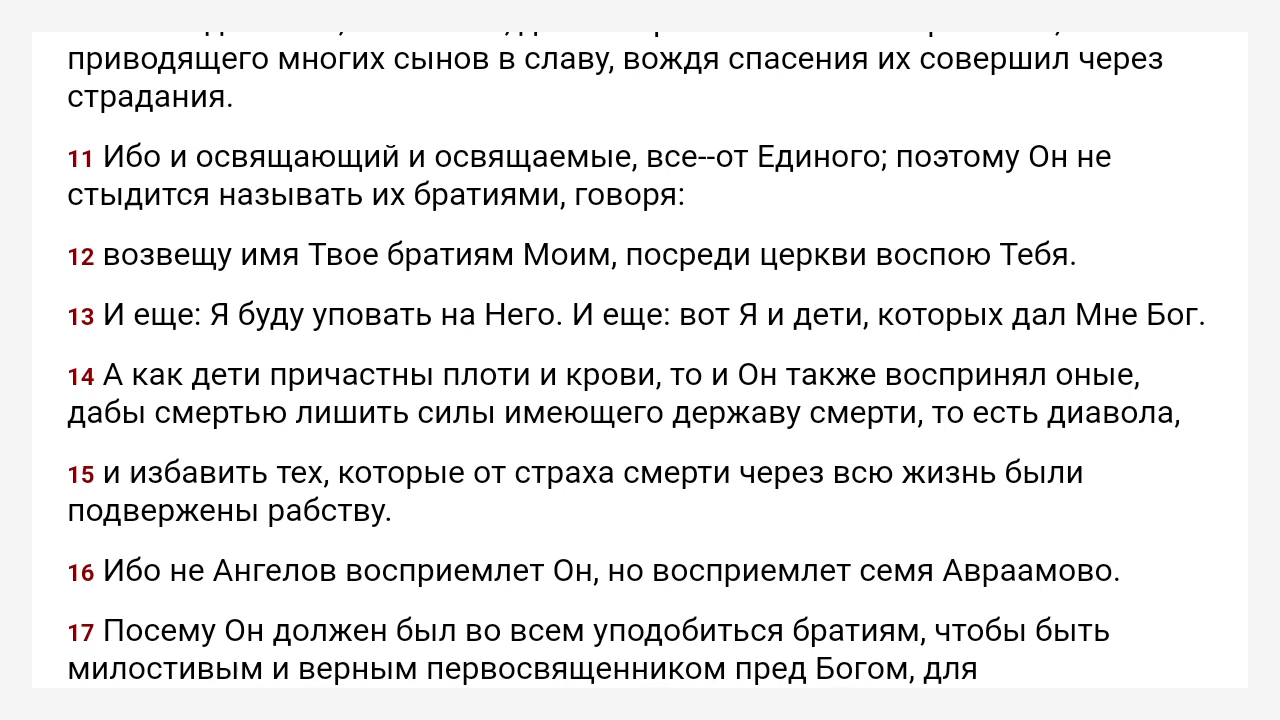 приводящего многих сынов в славу, вождя спасения их совершил через
страдания.
11 Ибо и освящающий и освящаемые, все--от Единого; поэтому Он не
стыдится называть их братиями, говоря:
12 возвещу имя Твое братиям Моим, посреди церкви воспою Тебя.
13 И еще: Я буду уповать на Него. И еще: вот Я и дети, которых дал Мне Бог.
14 А как дети причастны плоти и крови, то и Он также воспринял оные,
дабы смертью лишить силы имеющего державу смерти, то есть диавола,
15 и избавить тех, которые от страха смерти через всю жизнь были
подвержены рабству.
16 Ибо не Ангелов восприемлет Он, но восприемлет семя Авраамово.
17 Посему Он должен был во всем уподобиться братиям, чтобы быть
милостивым и верным первосвященником пред Богом, для